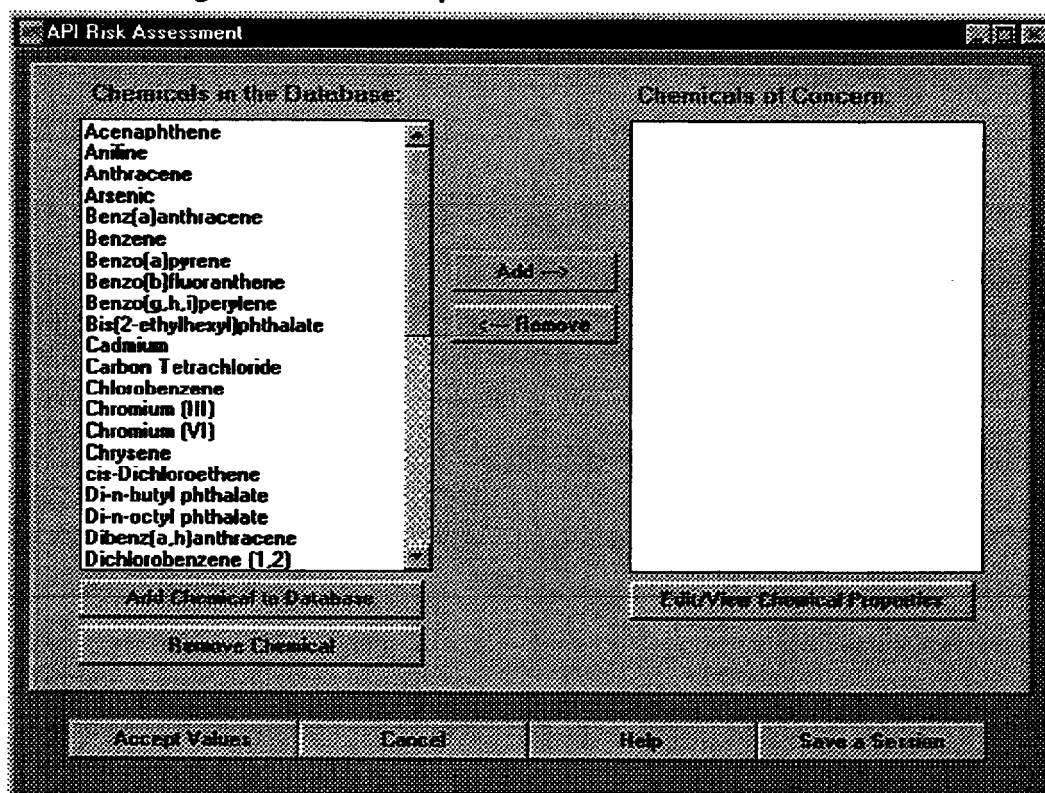 API Risk Assessment
Chemicals in the Database:
Acenaphthene
Aniline
Anthracene
Arsenic
Benz(a)anthracene
Benzene
Benzo(a)pyrene
Benzo(b)fluoranthene
Benzo(g,h,i)perylene
Bis(2-ethylhexyl)phthalate
Cadmium
Carbon Tetrachloride
Chlorobenzene
Chromium (III)
Chromium (VI)
Chrysene
cis-Dichloroethene
Di-n-butyl phthalate
Di-n-octyl phthalate
Dibenz(a,h)anthracene
Dichlorobenzene (1,2)
Add Chemical to Database
Remove Chemical
Add --->
<--- Remove
Chemicals of Concern:
Edit/View Chemical Properties
Accept Values
Cancel
Help
Save a Session